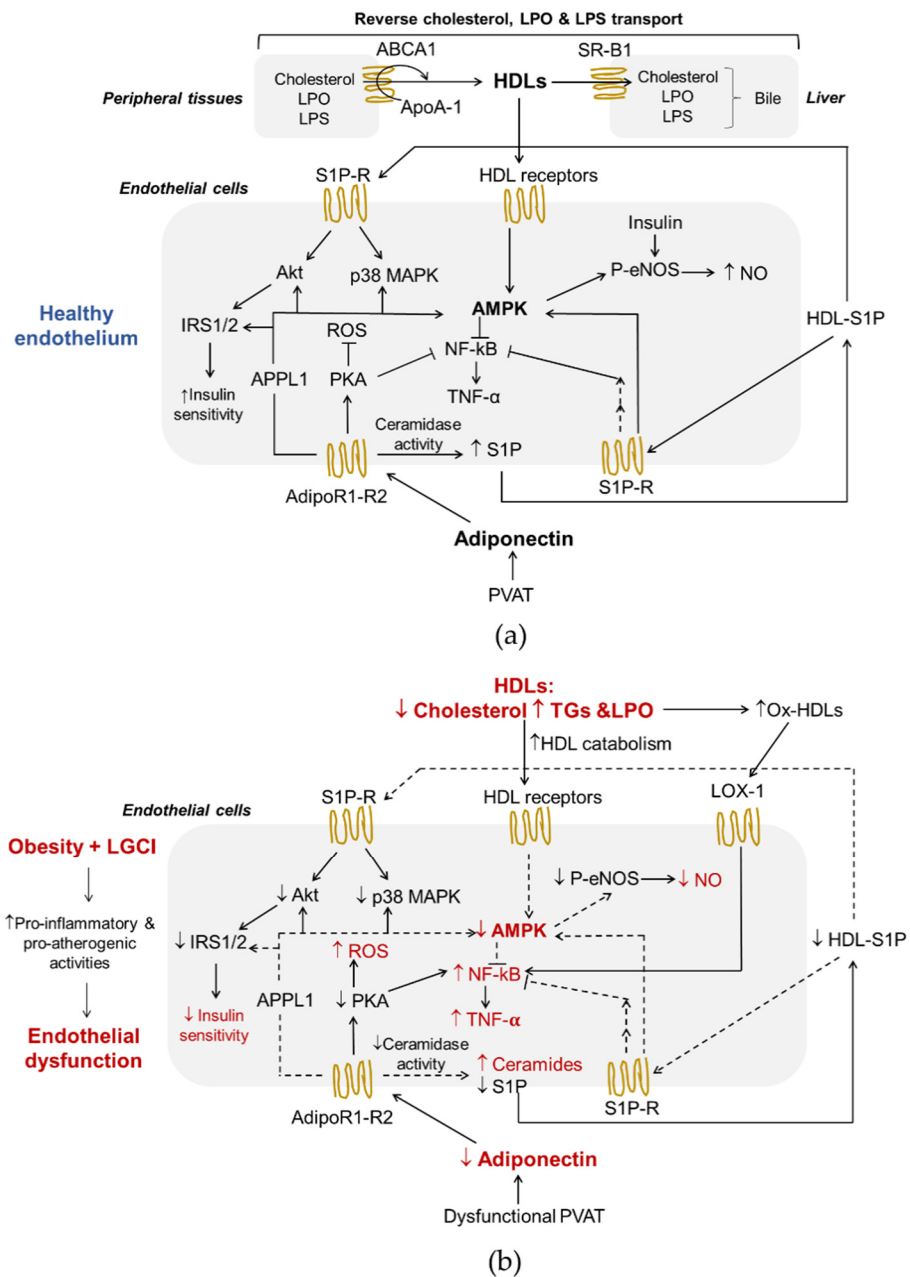 Reverse cholesterol, LPO & LPS transport
ABCA1
SR-B1
Peripheral tissues
Cholesterol
LPO
LPS
ApoA-1
HDLs
Cholesterol
LPO
LPS
Bile
Liver
Endothelial cells
S1P-R
HDL receptors
Insulin
Akt
p38 MAPK
P-eNOS
↑ NO
Healthy
endothelium
IRS1/2
ROS
AMPK
HDL-S1P
NF-kB
APPL1
PKA
TNF-α
↑Insulin
sensitivity
Ceramidase
activity
↑ S1P
AdipoR1-R2
S1P-R
Adiponectin
PVAT
(a)
HDLs:
↓ Cholesterol ↑ TGs &LPO
↑Ox-HDLs
↑HDL catabolism
Endothelial cells
S1P-R
HDL receptors
LOX-1
Obesity + LGCI
↓ Akt
↓ p38 MAPK
↓ P-eNOS
↓ NO
↑Pro-inflammatory &
pro-atherogenic
activities
↓ IRS1/2
↑ ROS
↓ AMPK
↓ HDL-S1P
↑ NF-kB
APPL1
↓ PKA
↓ Insulin
sensitivity
↑ TNF-α
Endothelial
dysfunction
↓Ceramidase
activity
↑ Ceramides
↓ S1P
AdipoR1-R2
S1P-R
↓ Adiponectin
Dysfunctional PVAT
(b)